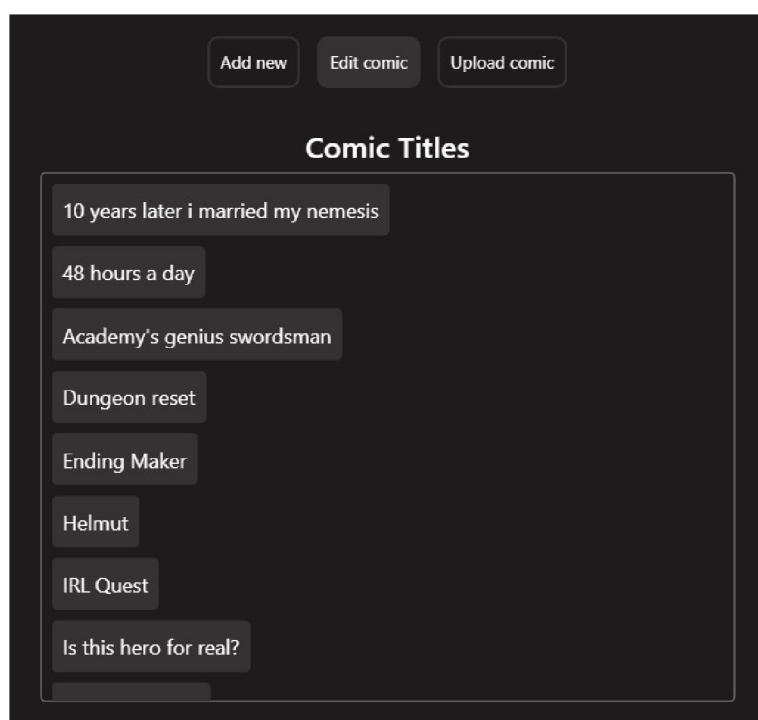 Add new
Edit comic
Upload comic
Comic Titles
10 years later i married my nemesis
48 hours a day
Academy's genius swordsman
Dungeon reset
Ending Maker
Helmut
IRL Quest
Is this hero for real?